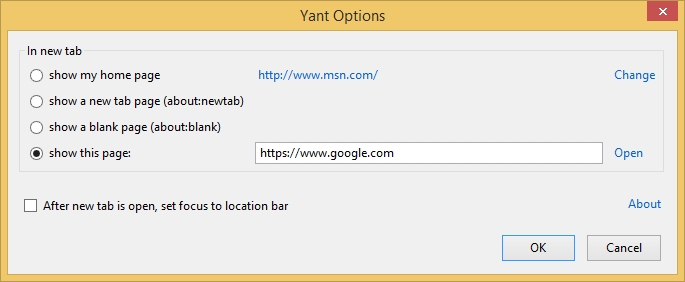 Yant Options
In new tab
show my home page http://www.msn.com/ Change
show a new tab page (about:newtab)
show a blank page (about:blank)
show this page: https://www.google.com Open
After new tab is open, set focus to location bar About
OK Cancel